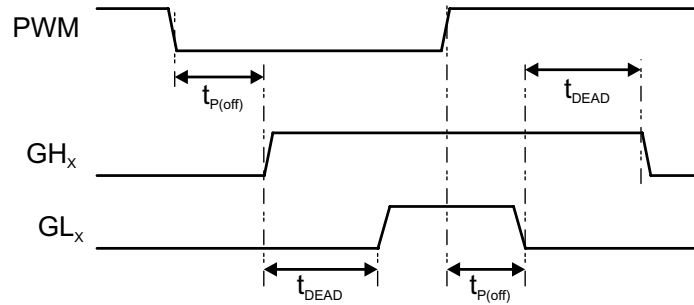 PWM
tP(off)
tDEAD
GHX
GLX
tDEAD
tP(off)